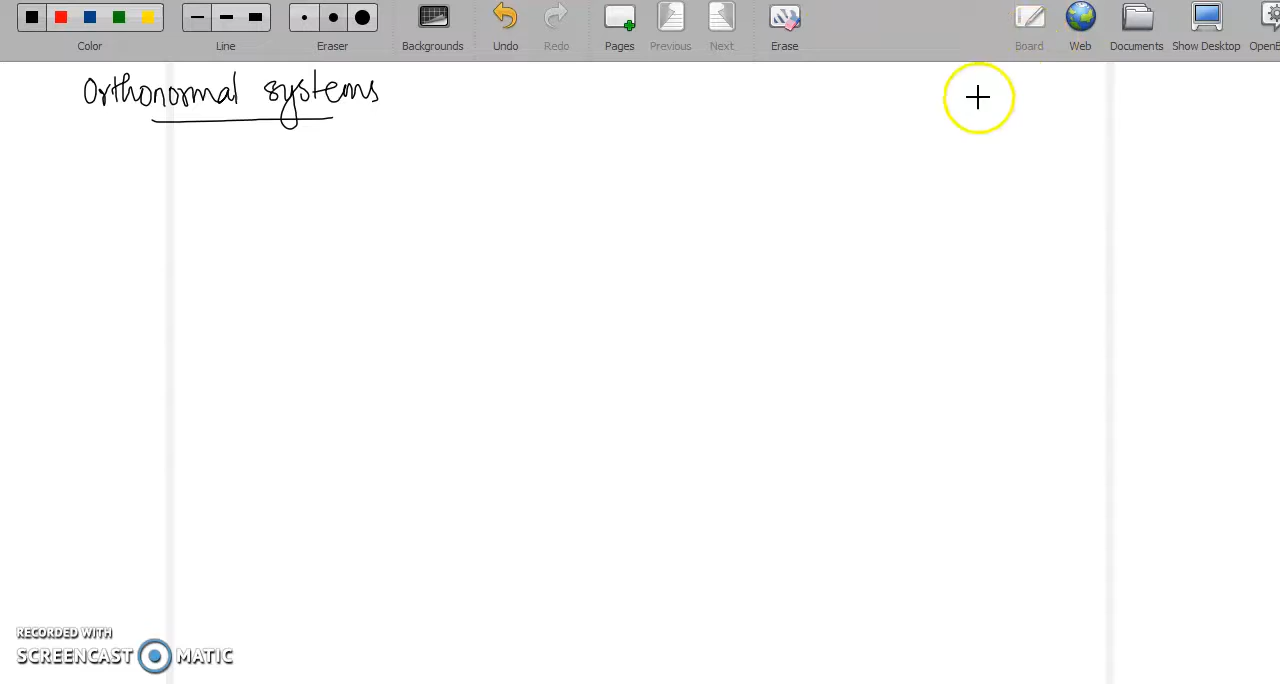 Color Line Eraser Backgrounds Undo Redo Pages Previous Next Erase Board Web Documents Show Desktop OpenB
Orthonormal systems
RECORDED WITH
SCREENCAST MATIC